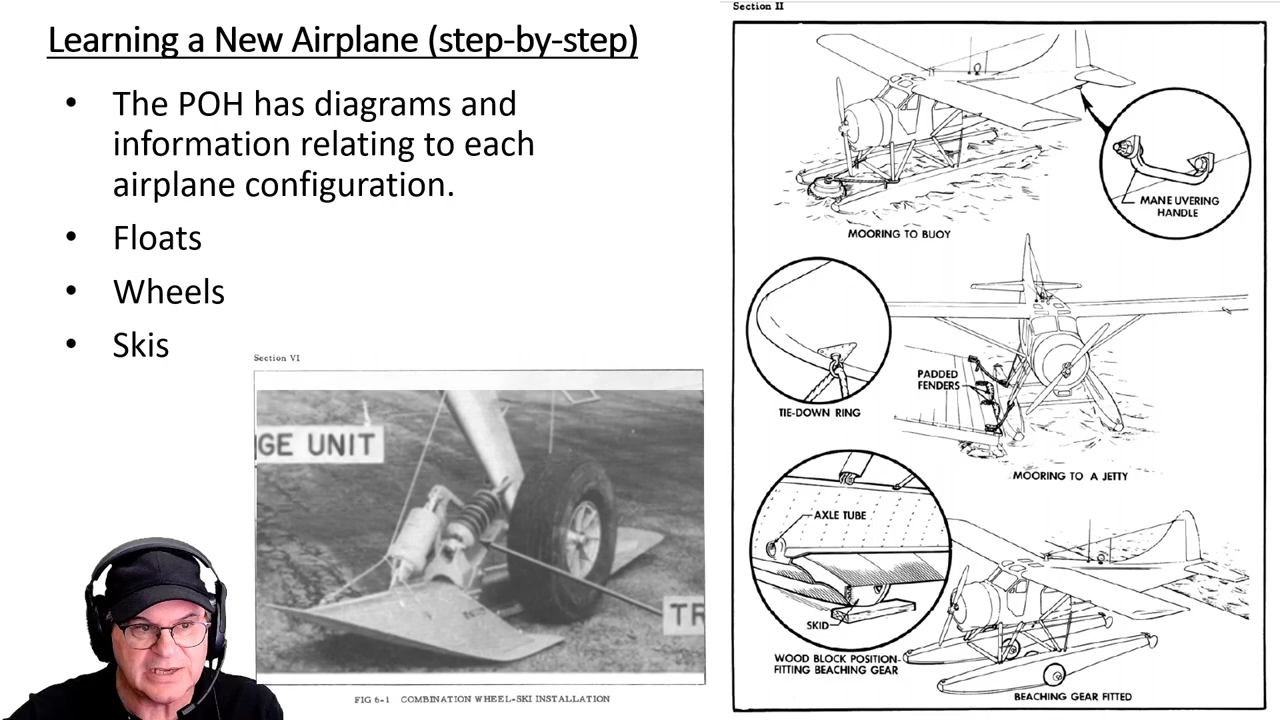 Learning a New Airplane (step-by-step)
• The POH has diagrams and
information relating to each
airplane configuration.
• Floats
• Wheels
• Skis
Section VI
GE UNIT
TR
FIG 6-1 COMBINATION WHEEL-SKI INSTALLATION
Section II
MANEUVERING
HANDLE
MOORING TO BUOY
PADDED
FENDERS
TIE-DOWN RING
MOORING TO A JETTY
AXLE TUBE
SKID
WOOD BLOCK POSITION-
FITTING BEACHING GEAR
BEACHING GEAR FITTED